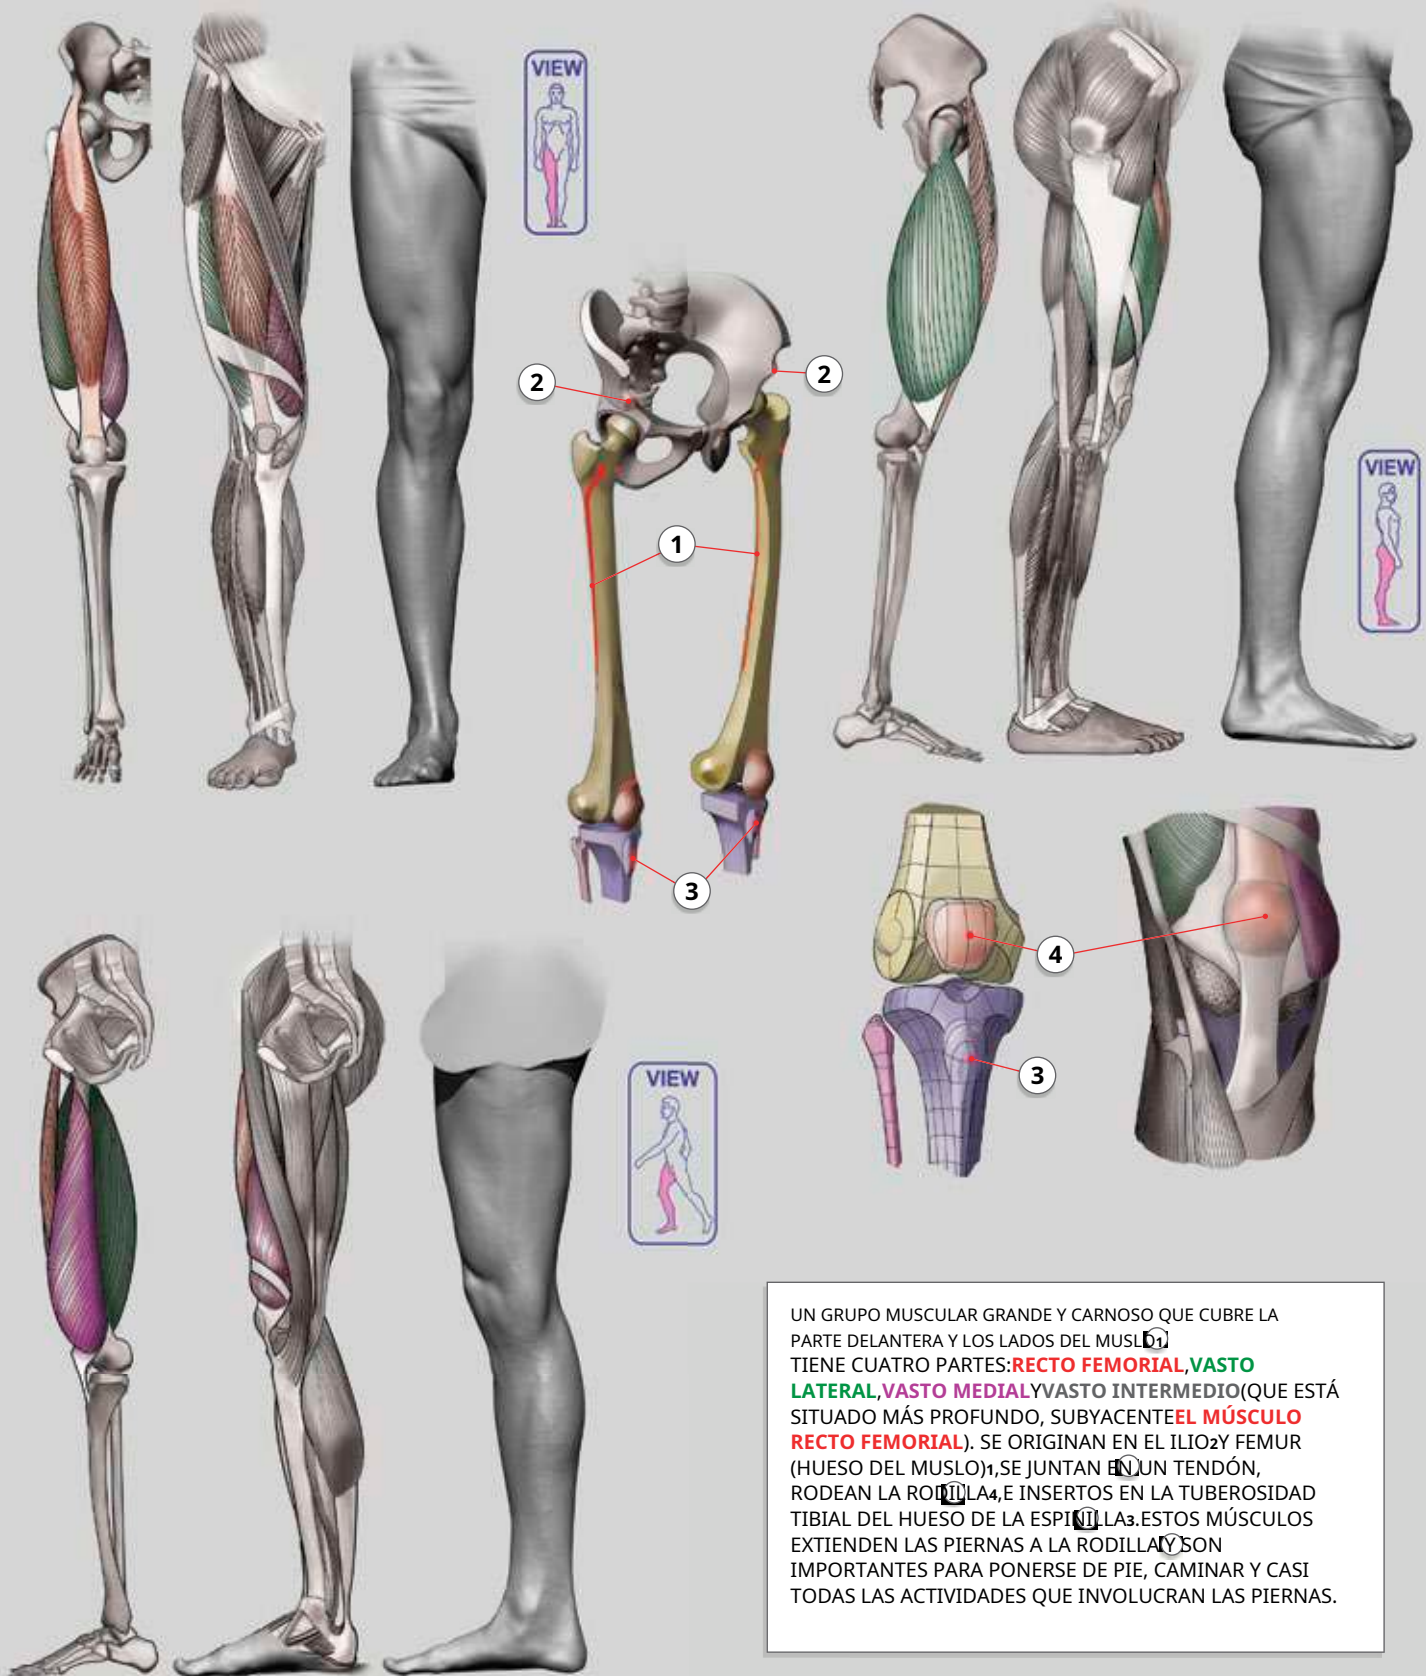 VIEW
2
2
1
VIEW
3
4
3
VIEW
UN GRUPO MUSCULAR GRANDE Y CARNOSO QUE CUBRE LA
PARTE DELANTERA Y LOS LADOS DEL MUSLO1.
TIENE CUATRO PARTES:RECTO FEMORIAL,VASTO
LATERAL,VASTO MEDIALYVASTO INTERMEDIO(QUE ESTÁ
SITUADO MÁS PROFUNDO, SUBYACENTEEL MÚSCULO
RECTO FEMORIAL). SE ORIGINAN EN EL ILIO2Y FEMUR
(HUESO DEL MUSLO)1,SE JUNTAN EN UN TENDÓN,
RODEAN LA RODILLA4,E INSERTOS EN LA TUBEROSIDAD
TIBIAL DEL HUESO DE LA ESPINILLA3.ESTOS MÚSCULOS
EXTIENDEN LAS PIERNAS A LA RODILLA Y SON
IMPORTANTES PARA PONERSE DE PIE, CAMINAR Y CASI
TODAS LAS ACTIVIDADES QUE INVOLUCRAN LAS PIERNAS.